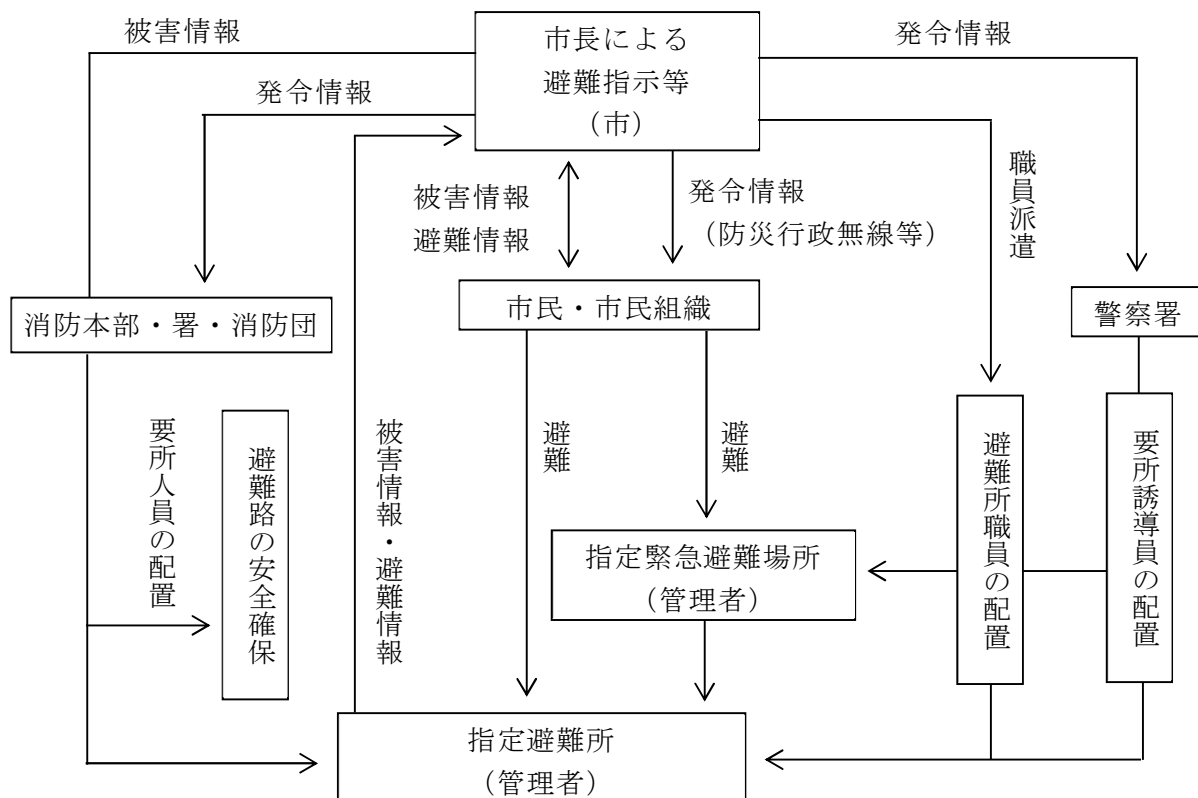 被害情報
市長による
避難指示等
（市）
発令情報
発令情報
職員派遣
被害情報
避難情報
発令情報
（防災行政無線等）
消防本部・署・消防団
市民・市民組織
警察署
要所人員の配置
避難路の安全確保
被害情報・避難情報
避難
避難
避難所職員の配置
要所誘導員の配置
指定緊急避難場所
（管理者）
指定避難所
（管理者）